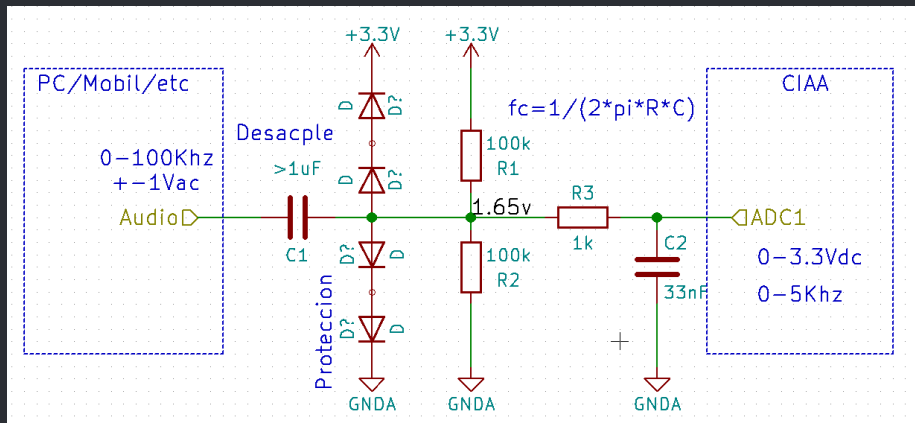 +3.3V
+3.3V
PC/Mobil/etc
CIAA
D
D?
fc=1/(2*pi*R*C)
Desacple
0-100Khz
+-1Vac
>1uF
100k
R1
D
D?
R3
1.65v
Audio
ADC1
C1
1k
C2
D?
D
100k
R2
0-3.3Vdc
33nF
0-5Khz
Proteccion
D?
D
GNDA
GNDA
GNDA